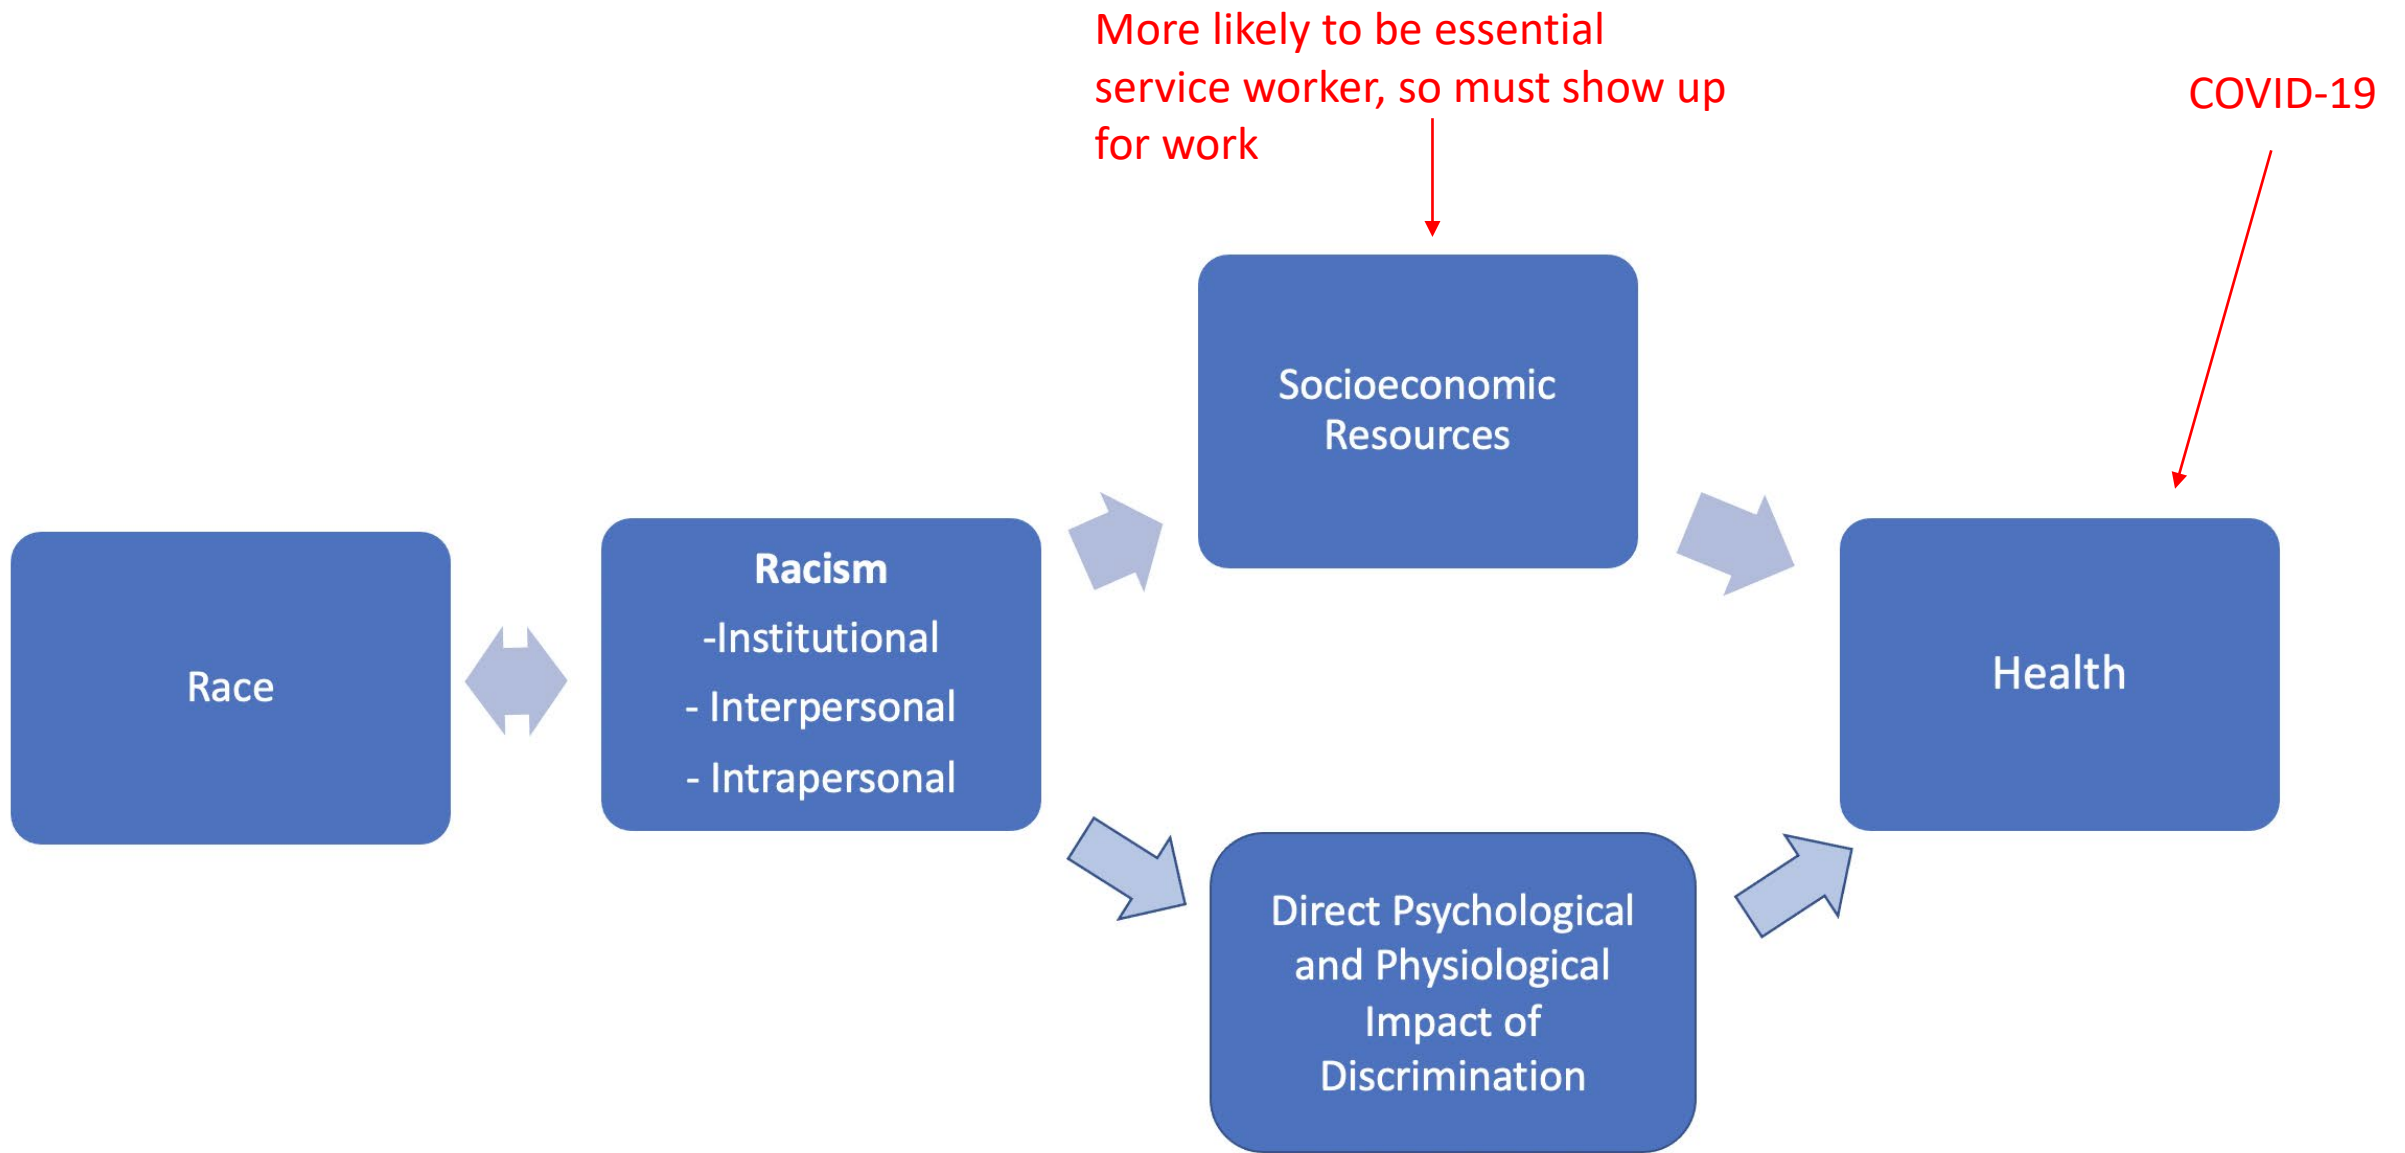 More likely to be essential
service worker, so must show up
for work
COVID-19
Socioeconomic
Resources
Race
Racism
-Institutional
- Interpersonal
- Intrapersonal
Health
Direct Psychological
and Physiological
Impact of
Discrimination